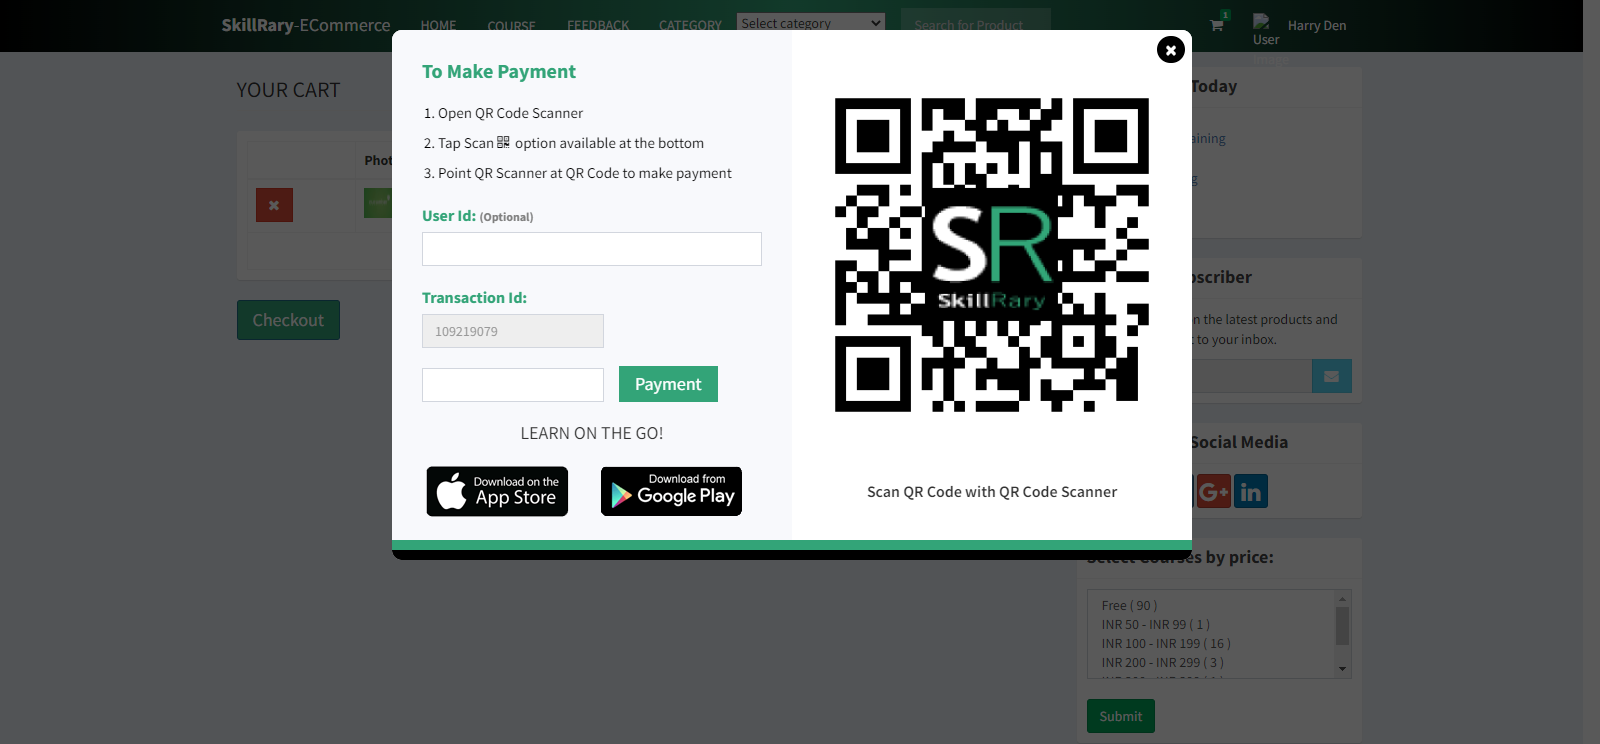 SkillRary-ECommerce HOME COURSE FEEDBACK CATEGORY Select category Search for Product 1 User Harry Den
YOUR CART
Phot
Checkout
To Make Payment
1. Open QR Code Scanner
2. Tap Scan option available at the bottom
3. Point QR Scanner at QR Code to make payment
User Id: (Optional)
Transaction Id:
109219079
Payment
LEARN ON THE GO!
Download on the
App Store
Download from
Google Play
SR
SkillRary
Scan QR Code with QR Code Scanner
Today
aining
g
scriber
n the latest products and
t to your inbox.
Social Media
G+ in
Select Courses by price:
Free ( 90 )
INR 50 - INR 99 ( 1 )
INR 100 - INR 199 ( 16 )
INR 200 - INR 299 ( 3 )
Submit